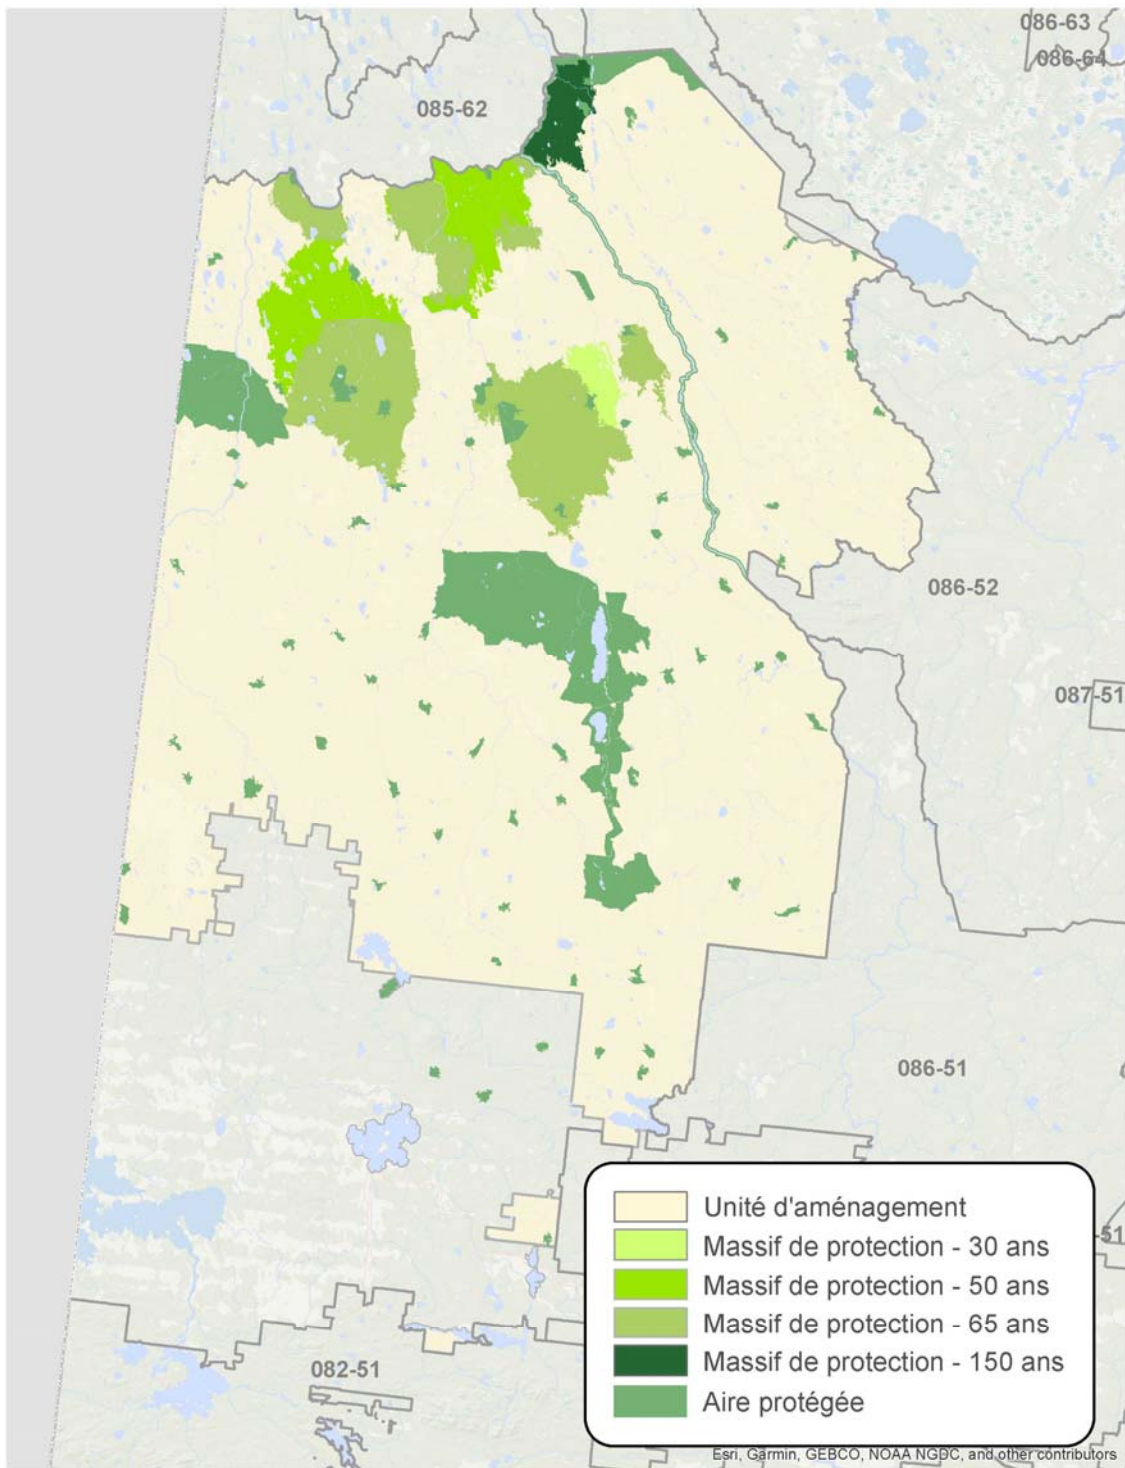 086-63
086-64
085-62
086-52
087-51
086-51
-51
082-51
Unité d'aménagement
Massif de protection - 30 ans
Massif de protection - 50 ans
Massif de protection - 65 ans
Massif de protection - 150 ans
Aire protégée
Esri, Garmin, GEBCO, NOAA NGDC, and other contributors